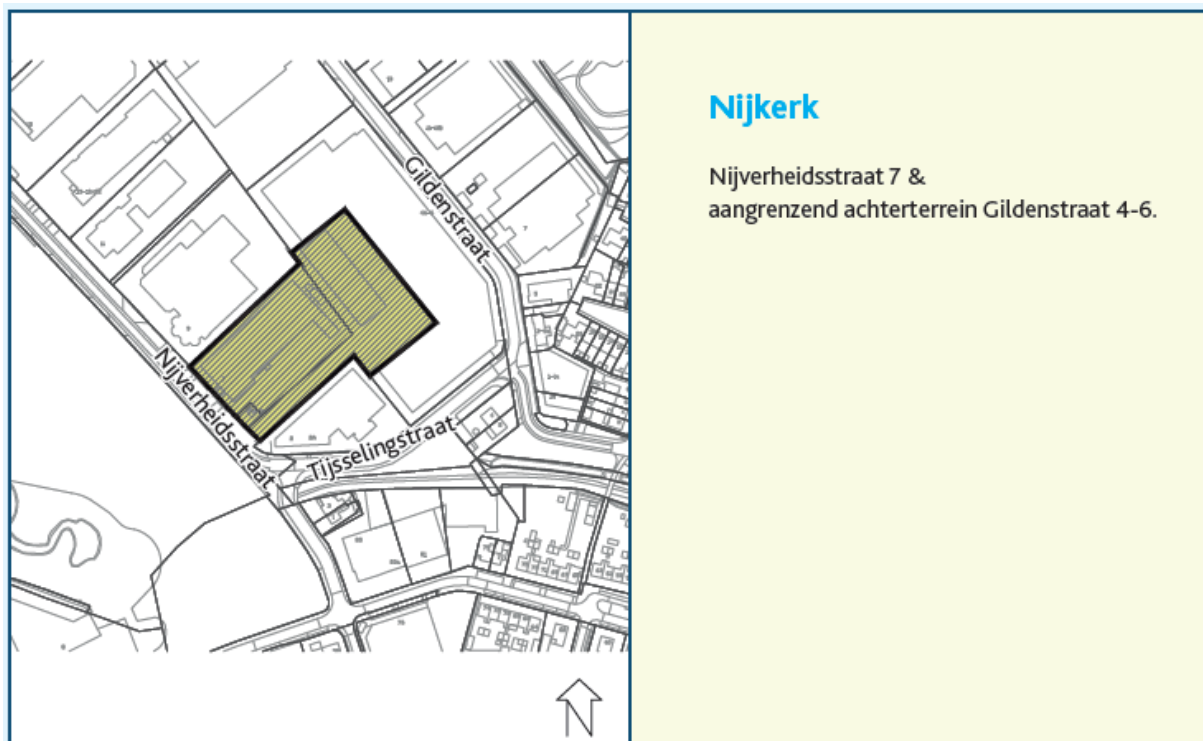 Nijkerk
Nijverheidsstraat 7 &
aangrenzend achterterrein Gildenstraat 4-6.
Gildenstraat
Nijverheidsstraat
Tijsselingstraat
N